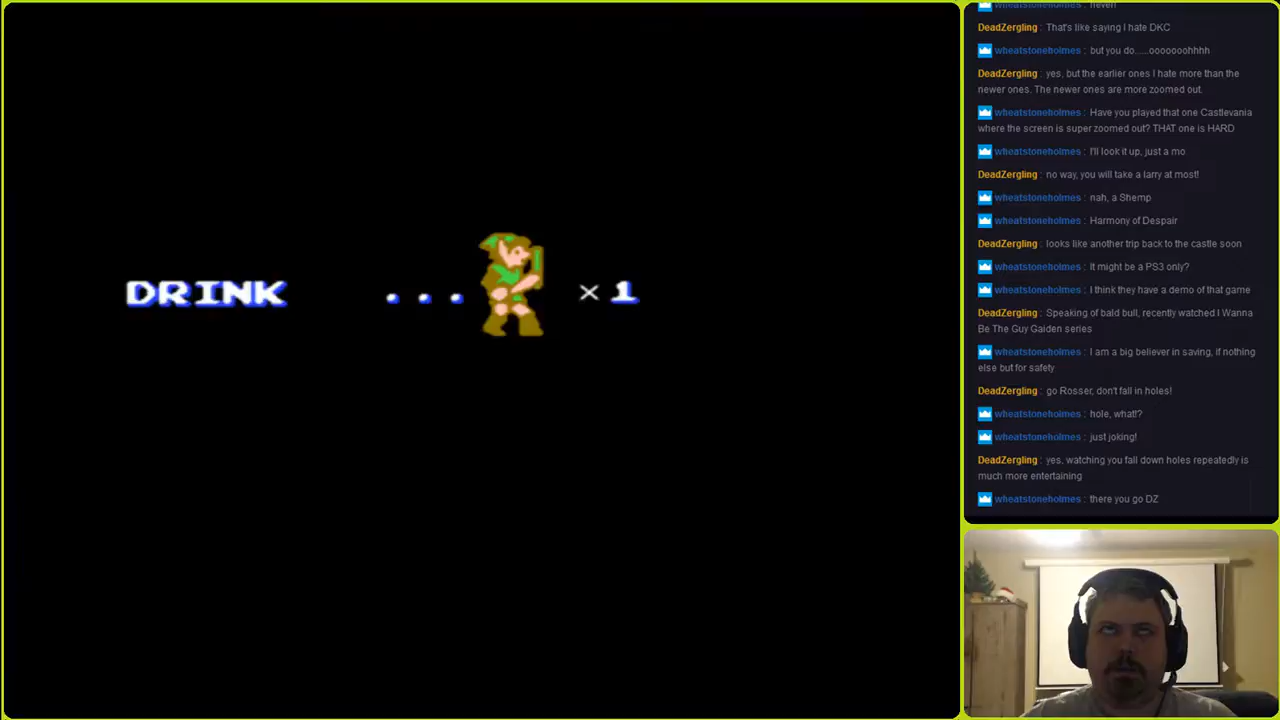 DRINK ... × 1
wheatstoneholmes : never!
DeadZergling : That's like saying I hate DKC
wheatstoneholmes : but you do.....ooooooohhhh
DeadZergling : yes, but the earlier ones I hate more than the
newer ones. The newer ones are more zoomed out.
wheatstoneholmes : Have you played that one Castlevania
where the screen is super zoomed out? THAT one is HARD
wheatstoneholmes : I'll look it up, just a mo
DeadZergling : no way, you will take a larry at most!
wheatstoneholmes : nah, a Shemp
wheatstoneholmes : Harmony of Despair
DeadZergling : looks like another trip back to the castle soon
wheatstoneholmes : It might be a PS3 only?
wheatstoneholmes : I think they have a demo of that game
DeadZergling : Speaking of bald bull, recently watched I Wanna
Be The Guy Gaiden series
wheatstoneholmes : I am a big believer in saving, if nothing
else but for safety
DeadZergling : go Rosser, don't fall in holes!
wheatstoneholmes : hole, what!?
wheatstoneholmes : just joking!
DeadZergling : yes, watching you fall down holes repeatedly is
much more entertaining
wheatstoneholmes : there you go DZ